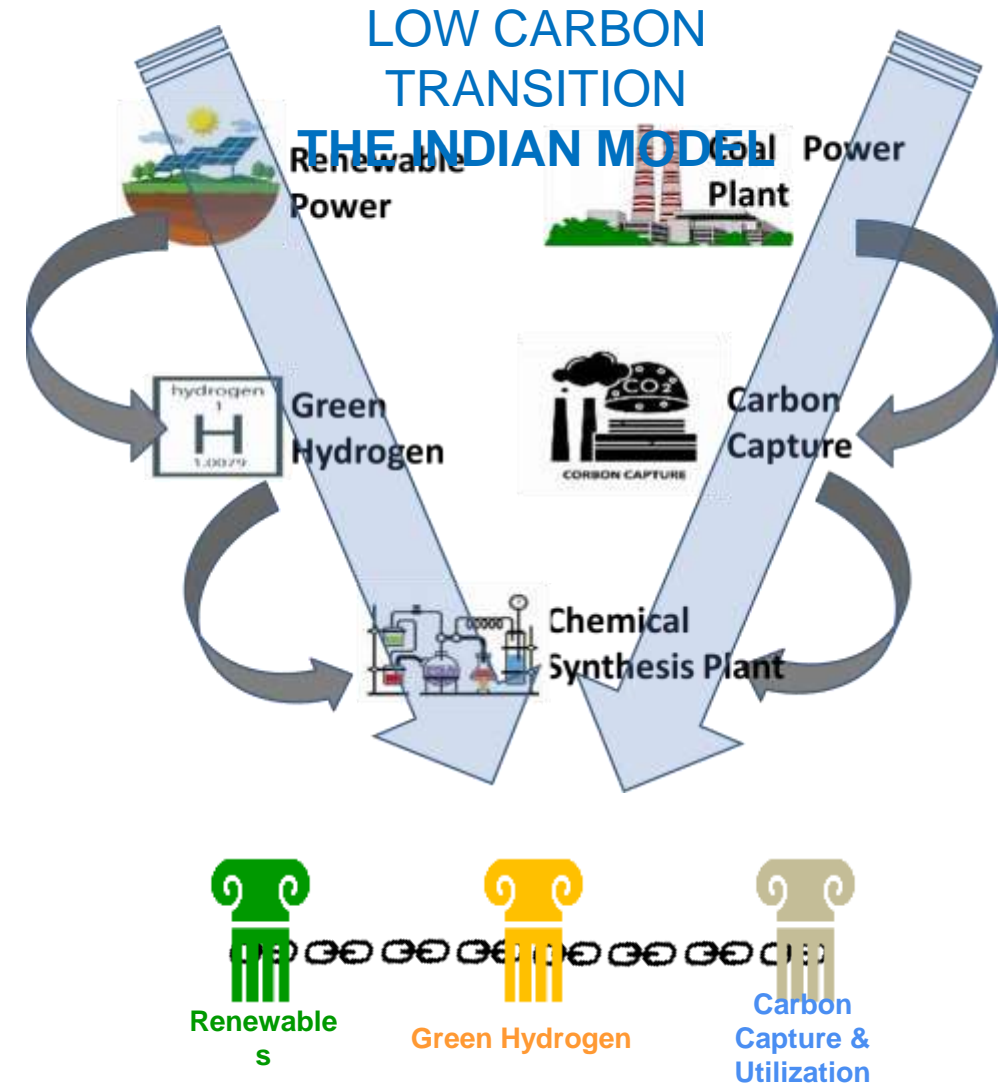 LOW CARBON
TRANSITION
THE INDIAN MODEL
Renewable
Power
Coal Power
Plant
hydrogen
1
H
1.0079
Green
Hydrogen
CO2
CORBON CAPTURE
Carbon
Capture
Chemical
Synthesis Plant
Renewable
s
Green Hydrogen
Carbon
Capture &
Utilization